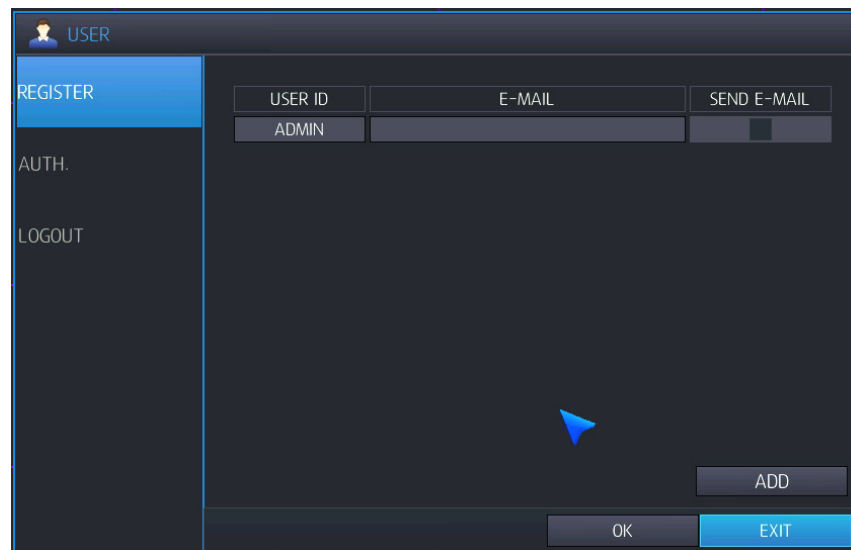 USER
REGISTER
AUTH.
LOGOUT
USER ID E-MAIL SEND E-MAIL
ADMIN
ADD
OK EXIT